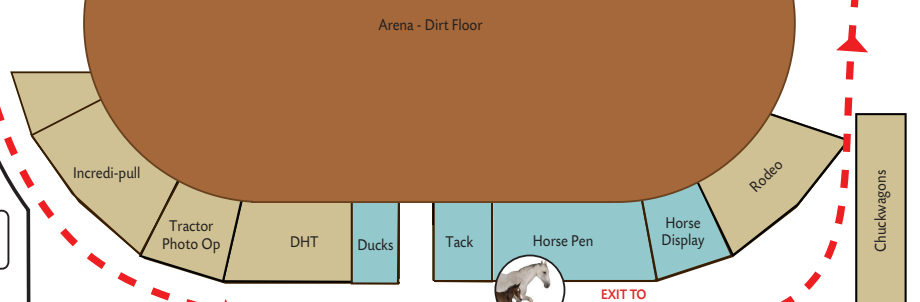 Arena - Dirt Floor
Incredi-pull
Tractor
Photo Op
DHT
Ducks
Tack
Horse Pen
Horse
Display
Rodeo
Chuckwagons
EXIT TO